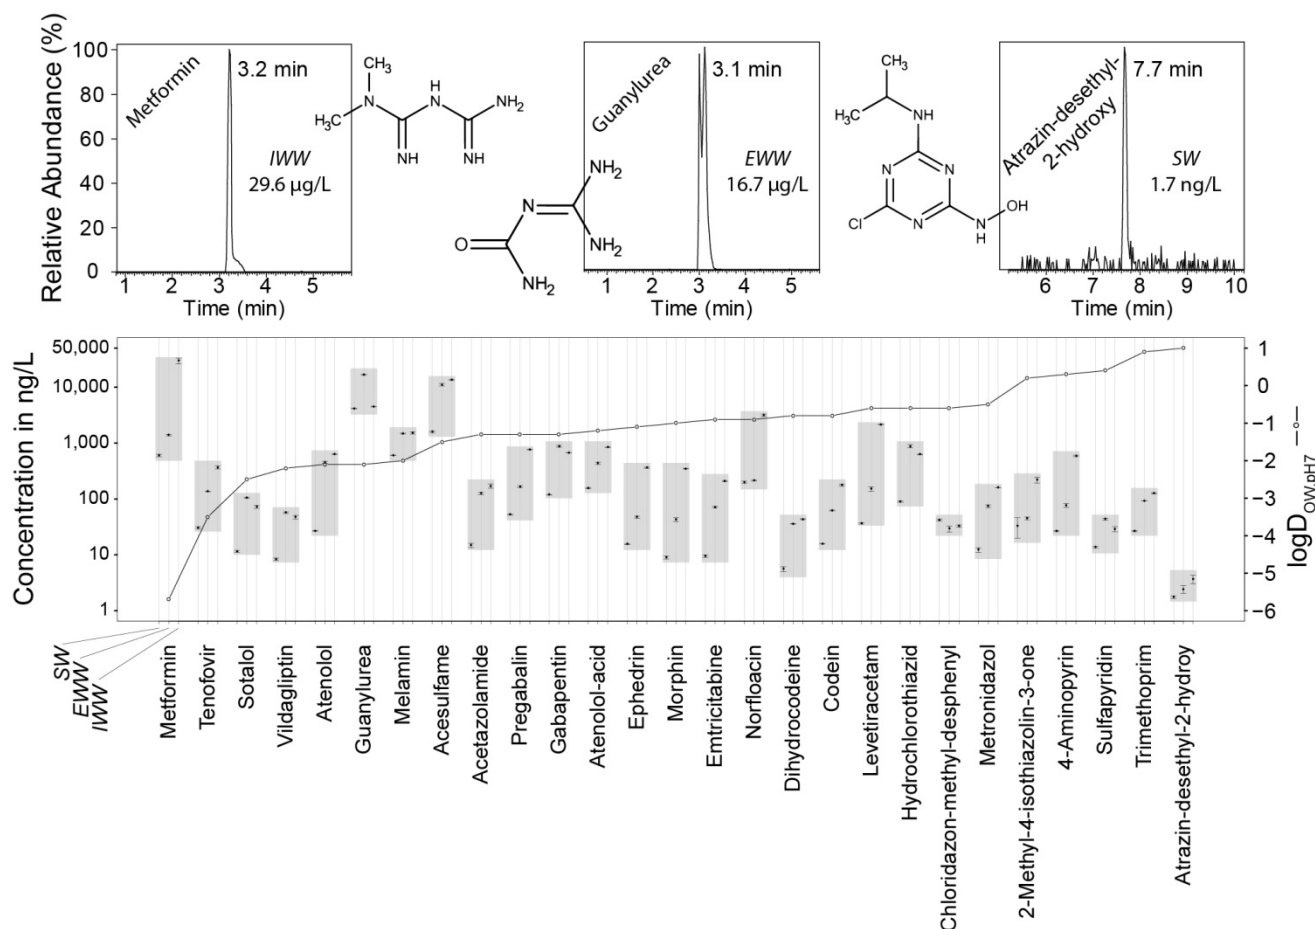 Relative Abundance (%)
100
80
60
40
20
0
Metformin
3.2 min
IWW
29.6 µg/L
1 2 3 4 5
Time (min)
CH3
H3C
N
H
N
NH2
NH
NH
O
N
NH2
NH2
NH2
Guanylurea
3.1 min
EWW
16.7 µg/L
1 2 3 4 5
Time (min)
CH3
CH3
NH
N
N
N
Cl
N
H
OH
Atrazin-desethyl-
2-hydroxy
7.7 min
SW
1.7 ng/L
6 7 8 9 10
Time (min)
Concentration in ng/L
50,000
10,000
1,000
100
10
1
1
0
−1
−2
−3
−4
−5
−6
logD OW,pH7 —o—
SW
EWW
IWW
Metformin
Tenofovir
Sotalol
Vildagliptin
Atenolol
Guanylurea
Melamin
Acesulfame
Acetazolamide
Pregabalin
Gabapentin
Atenolol-acid
Ephedrin
Morphin
Emtricitabine
Norfloacin
Dihydrocodeine
Codein
Levetiracetam
Hydrochlorothiazid
Chloridazon-methyl-desphenyl
Metronidazol
2-Methyl-4-isothiazolin-3-one
4-Aminopyrin
Sulfapyridin
Trimethoprim
Atrazin-desethyl-2-hydroy